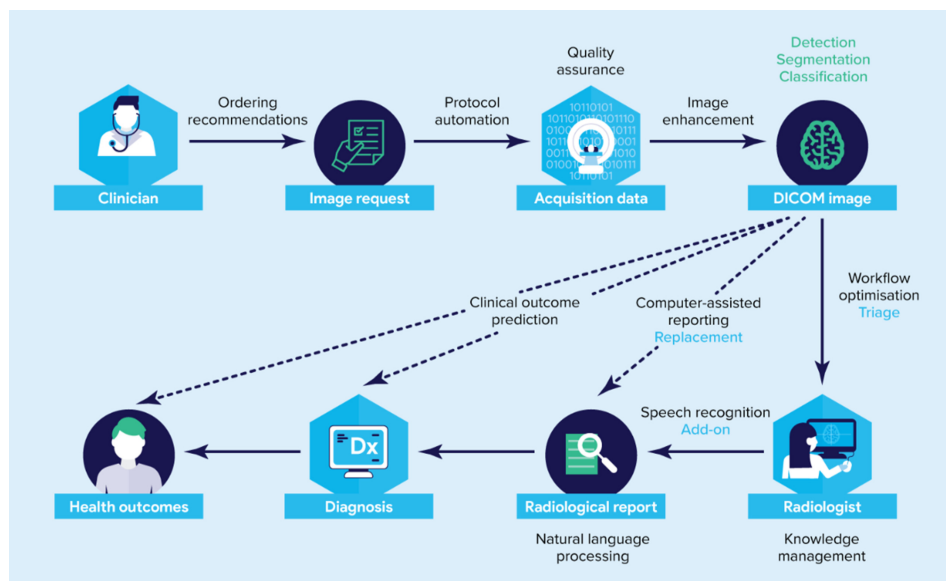 Quality
assurance
Detection
Segmentation
Classification
Ordering
recommendations
Protocol
automation
Image
enhancement
10110101
Clinician
Image request
Acquisition data
DICOM image
Clinical outcome
prediction
Computer-assisted
reporting
Replacement
Workflow
optimisation
Triage
Speech recognition
Add-on
Dx
Health outcomes
Diagnosis
Radiological report
Radiologist
Natural language
processing
Knowledge
management